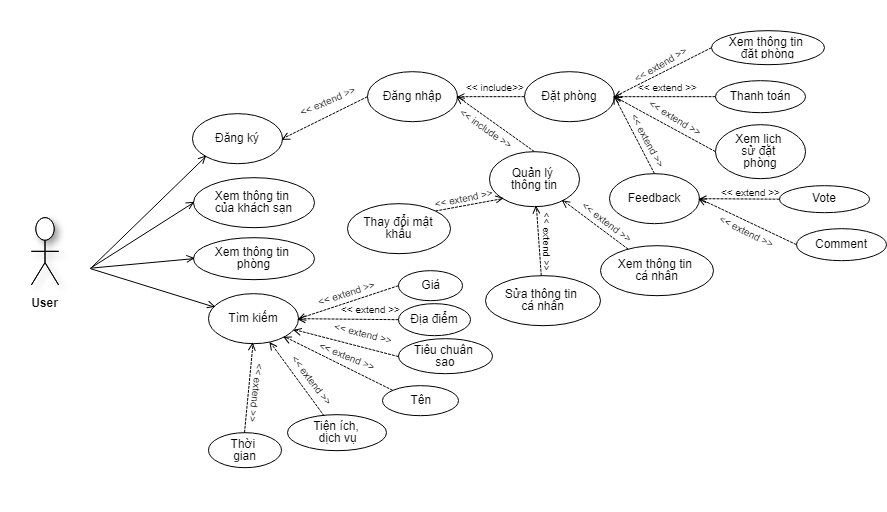 Xem thông tin
đặt phòng
<< extend >>
<< extend >>
Đăng nhập
<< include>>
Đặt phòng
<< extend >>
Thanh toán
<< extend >>
<< extend >>
Đăng ký
<< include >>
Xem lịch
sử đặt
phòng
Quản lý
thông tin
<< extend >>
Xem thông tin
của khách sạn
<< extend >>
Feedback
<< extend >>
Vote
Thay đổi mật
khẩu
<< extend >>
<< extend >>
<< extend >>
Comment
Xem thông tin
phòng
Xem thông tin
cá nhân
User
<< extend >>
Giá
Sửa thông tin
cá nhân
Tìm kiếm
<< extend >>
Địa điểm
<< extend >>
Tiêu chuẩn
sao
<< extend >>
<< extend >>
<< extend >>
Tên
Tiện ích,
dịch vụ
Thời
gian